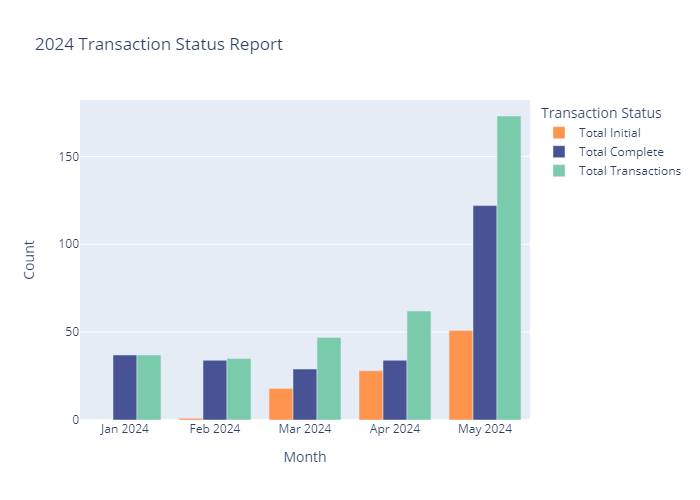 2024 Transaction Status Report
Transaction Status
Total Initial
Total Complete
Total Transactions
Count
150
100
50
0
Jan 2024 Feb 2024 Mar 2024 Apr 2024 May 2024
Month